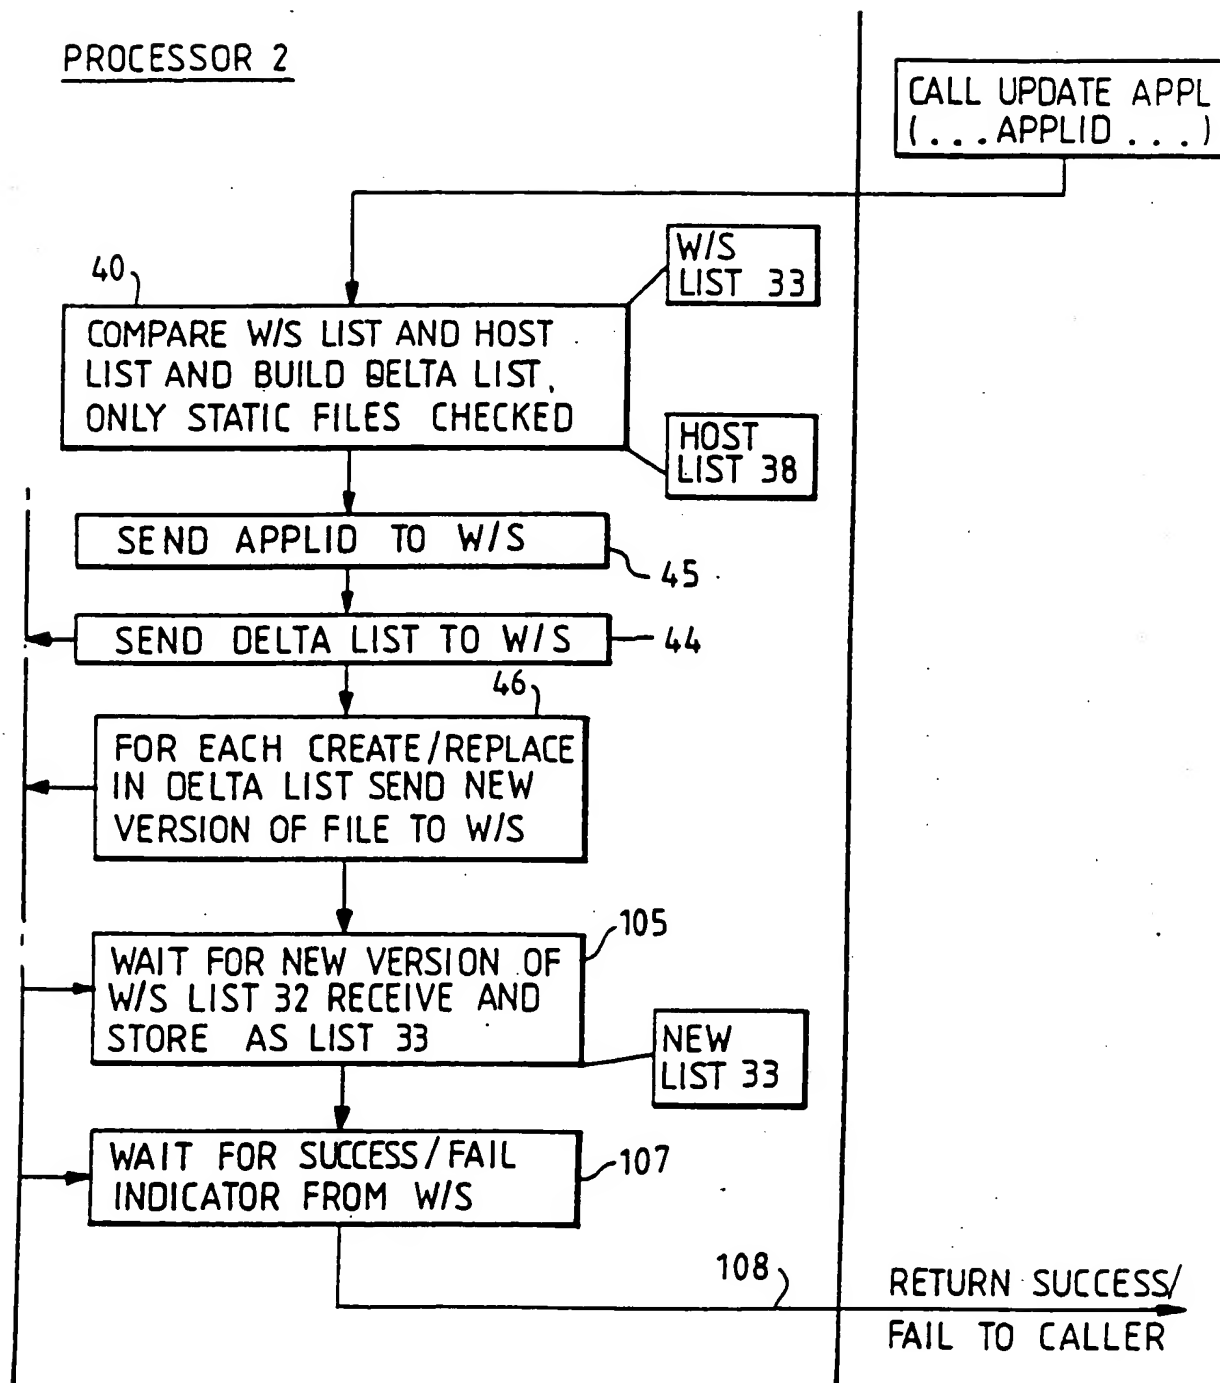 PROCESSOR 2
CALL UPDATE APPL
(...APPLID ...)
W/S
LIST 33
40
COMPARE W/S LIST AND HOST
LIST AND BUILD DELTA LIST,
ONLY STATIC FILES CHECKED
HOST
LIST 38
SEND APPLID TO W/S
45
SEND DELTA LIST TO W/S
44
46
FOR EACH CREATE/REPLACE
IN DELTA LIST SEND NEW
VERSION OF FILE TO W/S
105
WAIT FOR NEW VERSION OF
W/S LIST 32 RECEIVE AND
STORE AS LIST 33
NEW
LIST 33
WAIT FOR SUCCESS/FAIL
INDICATOR FROM W/S
107
108
RETURN SUCCESS/
FAIL TO CALLER